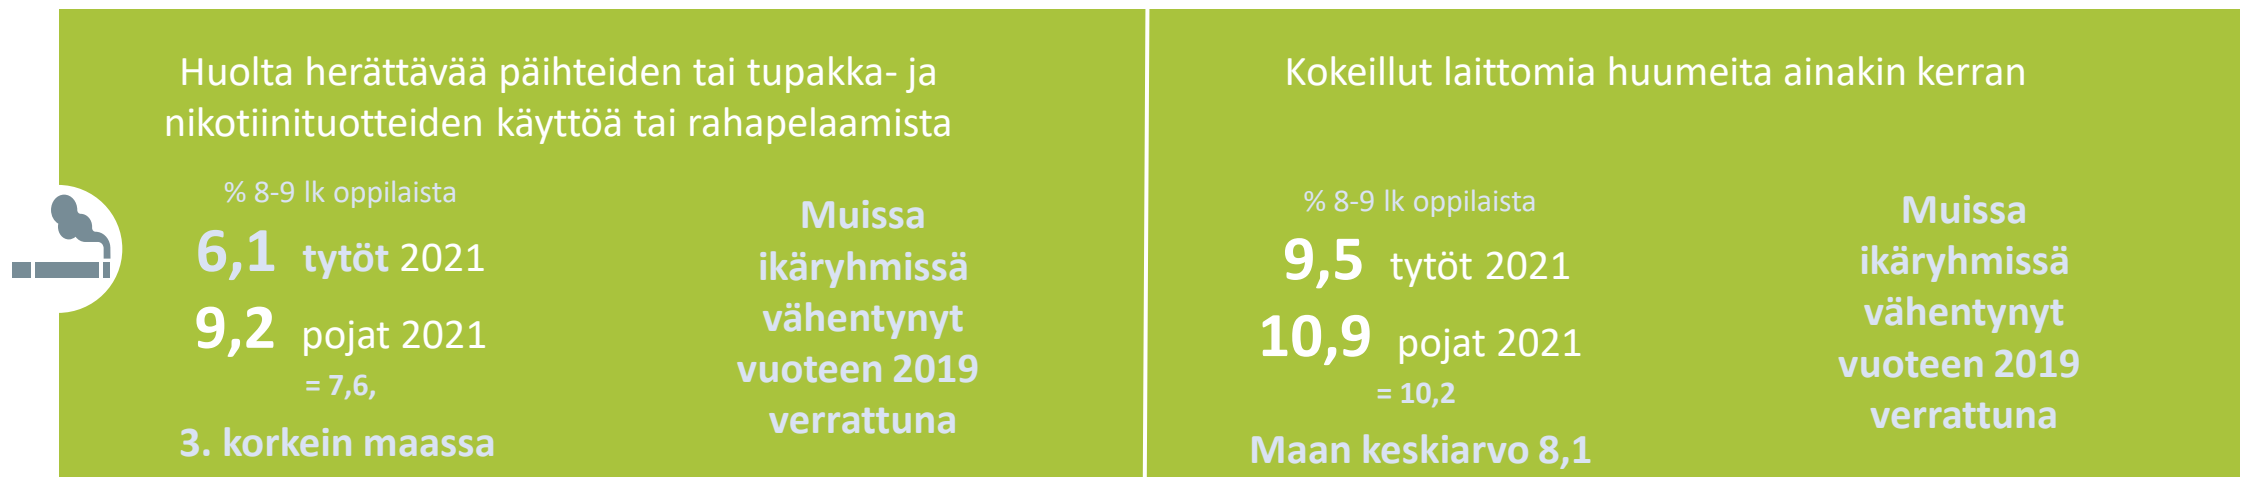 Huolta herättävää päihteiden tai tupakka- ja
nikotiinituotteiden käyttöä tai rahapelaamista
% 8-9 lk oppilaista
6,1 tytöt 2021
9,2 pojat 2021
= 7,6,
3. korkein maassa
Muissa
ikäryhmissä
vähentynyt
vuoteen 2019
verrattuna
Kokeillut laittomia huumeita ainakin kerran
% 8-9 lk oppilaista
9,5 tytöt 2021
10,9 pojat 2021
= 10,2
Maan keskiarvo 8,1
Muissa
ikäryhmissä
vähentynyt
vuoteen 2019
verrattuna